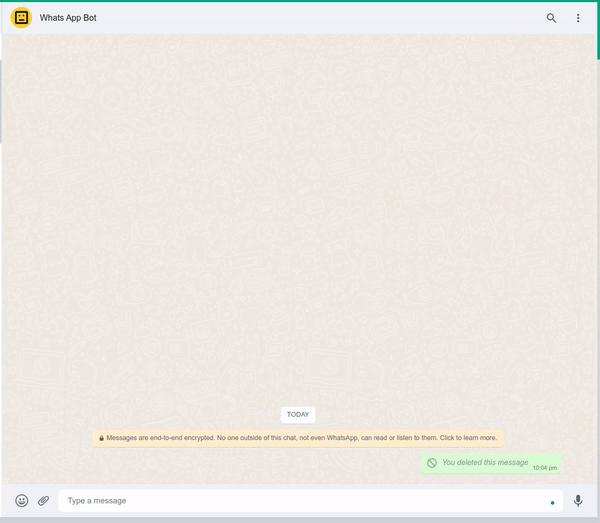 Whats App Bot
TODAY
Messages are end-to-end encrypted. No one outside of this chat, not even WhatsApp, can read or listen to them. Click to learn more.
You deleted this message 10:04 pm
Type a message